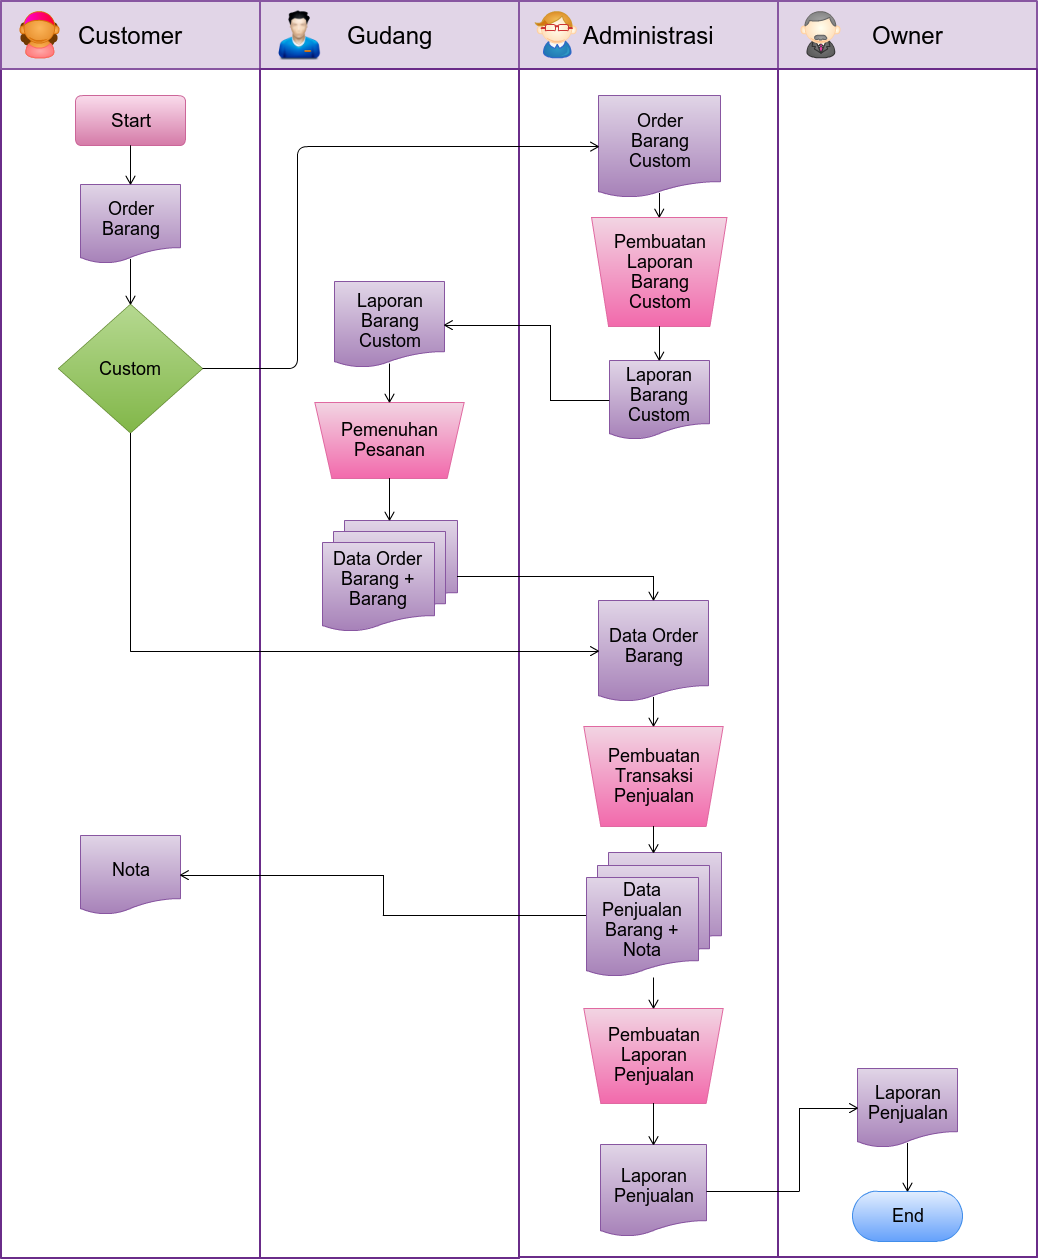 Customer
Gudang
Administrasi
Owner
Start
Order
Barang
Custom
Order
Barang
Custom
Pembuatan
Laporan
Barang
Custom
Laporan
Barang
Custom
Laporan
Barang
Custom
Pemenuhan
Pesanan
Data Order
Barang +
Barang
Data Order
Barang
Pembuatan
Transaksi
Penjualan
Data
Penjualan
Barang +
Nota
Nota
Pembuatan
Laporan
Penjualan
Laporan
Penjualan
Laporan
Penjualan
End